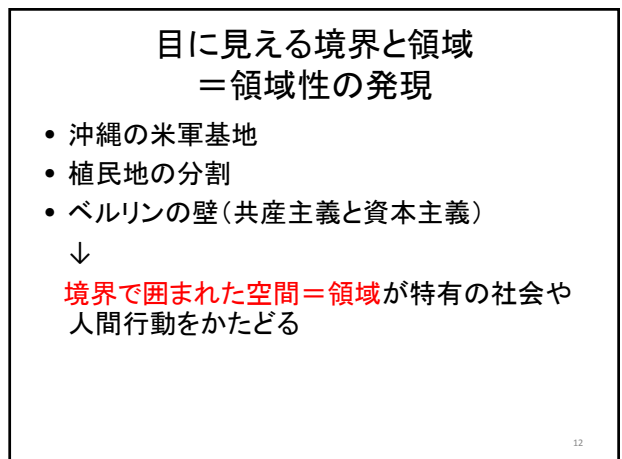 目に見える境界と領域
＝領域性の発現
• 沖縄の米軍基地
• 植民地の分割
• ベルリンの壁（共産主義と資本主義）
↓
境界で囲まれた空間＝領域が特有の社会や
人間行動をかたどる
12